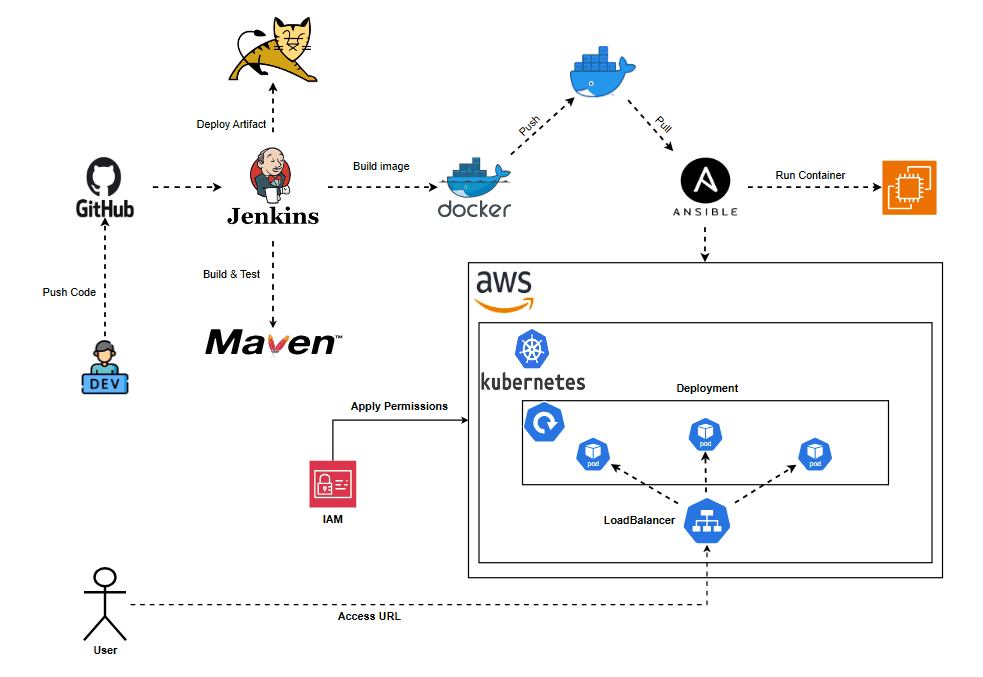 Deploy Artifact
Push
Pull
GitHub
Jenkins
Build image
docker
ANSIBLE
Run Container
Push Code
Build & Test
DEV
Maven™
aws
kubernetes
Deployment
Apply Permissions
pod
pod
pod
IAM
LoadBalancer
Access URL
User